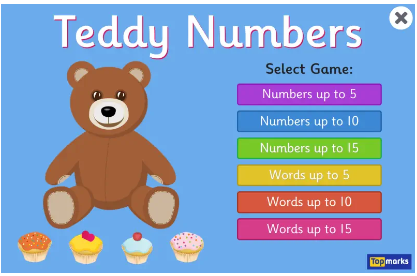 Teddy Numbers
Select Game:
Numbers up to 5
Numbers up to 10
Numbers up to 15
Words up to 5
Words up to 10
Words up to 15
Topmarks